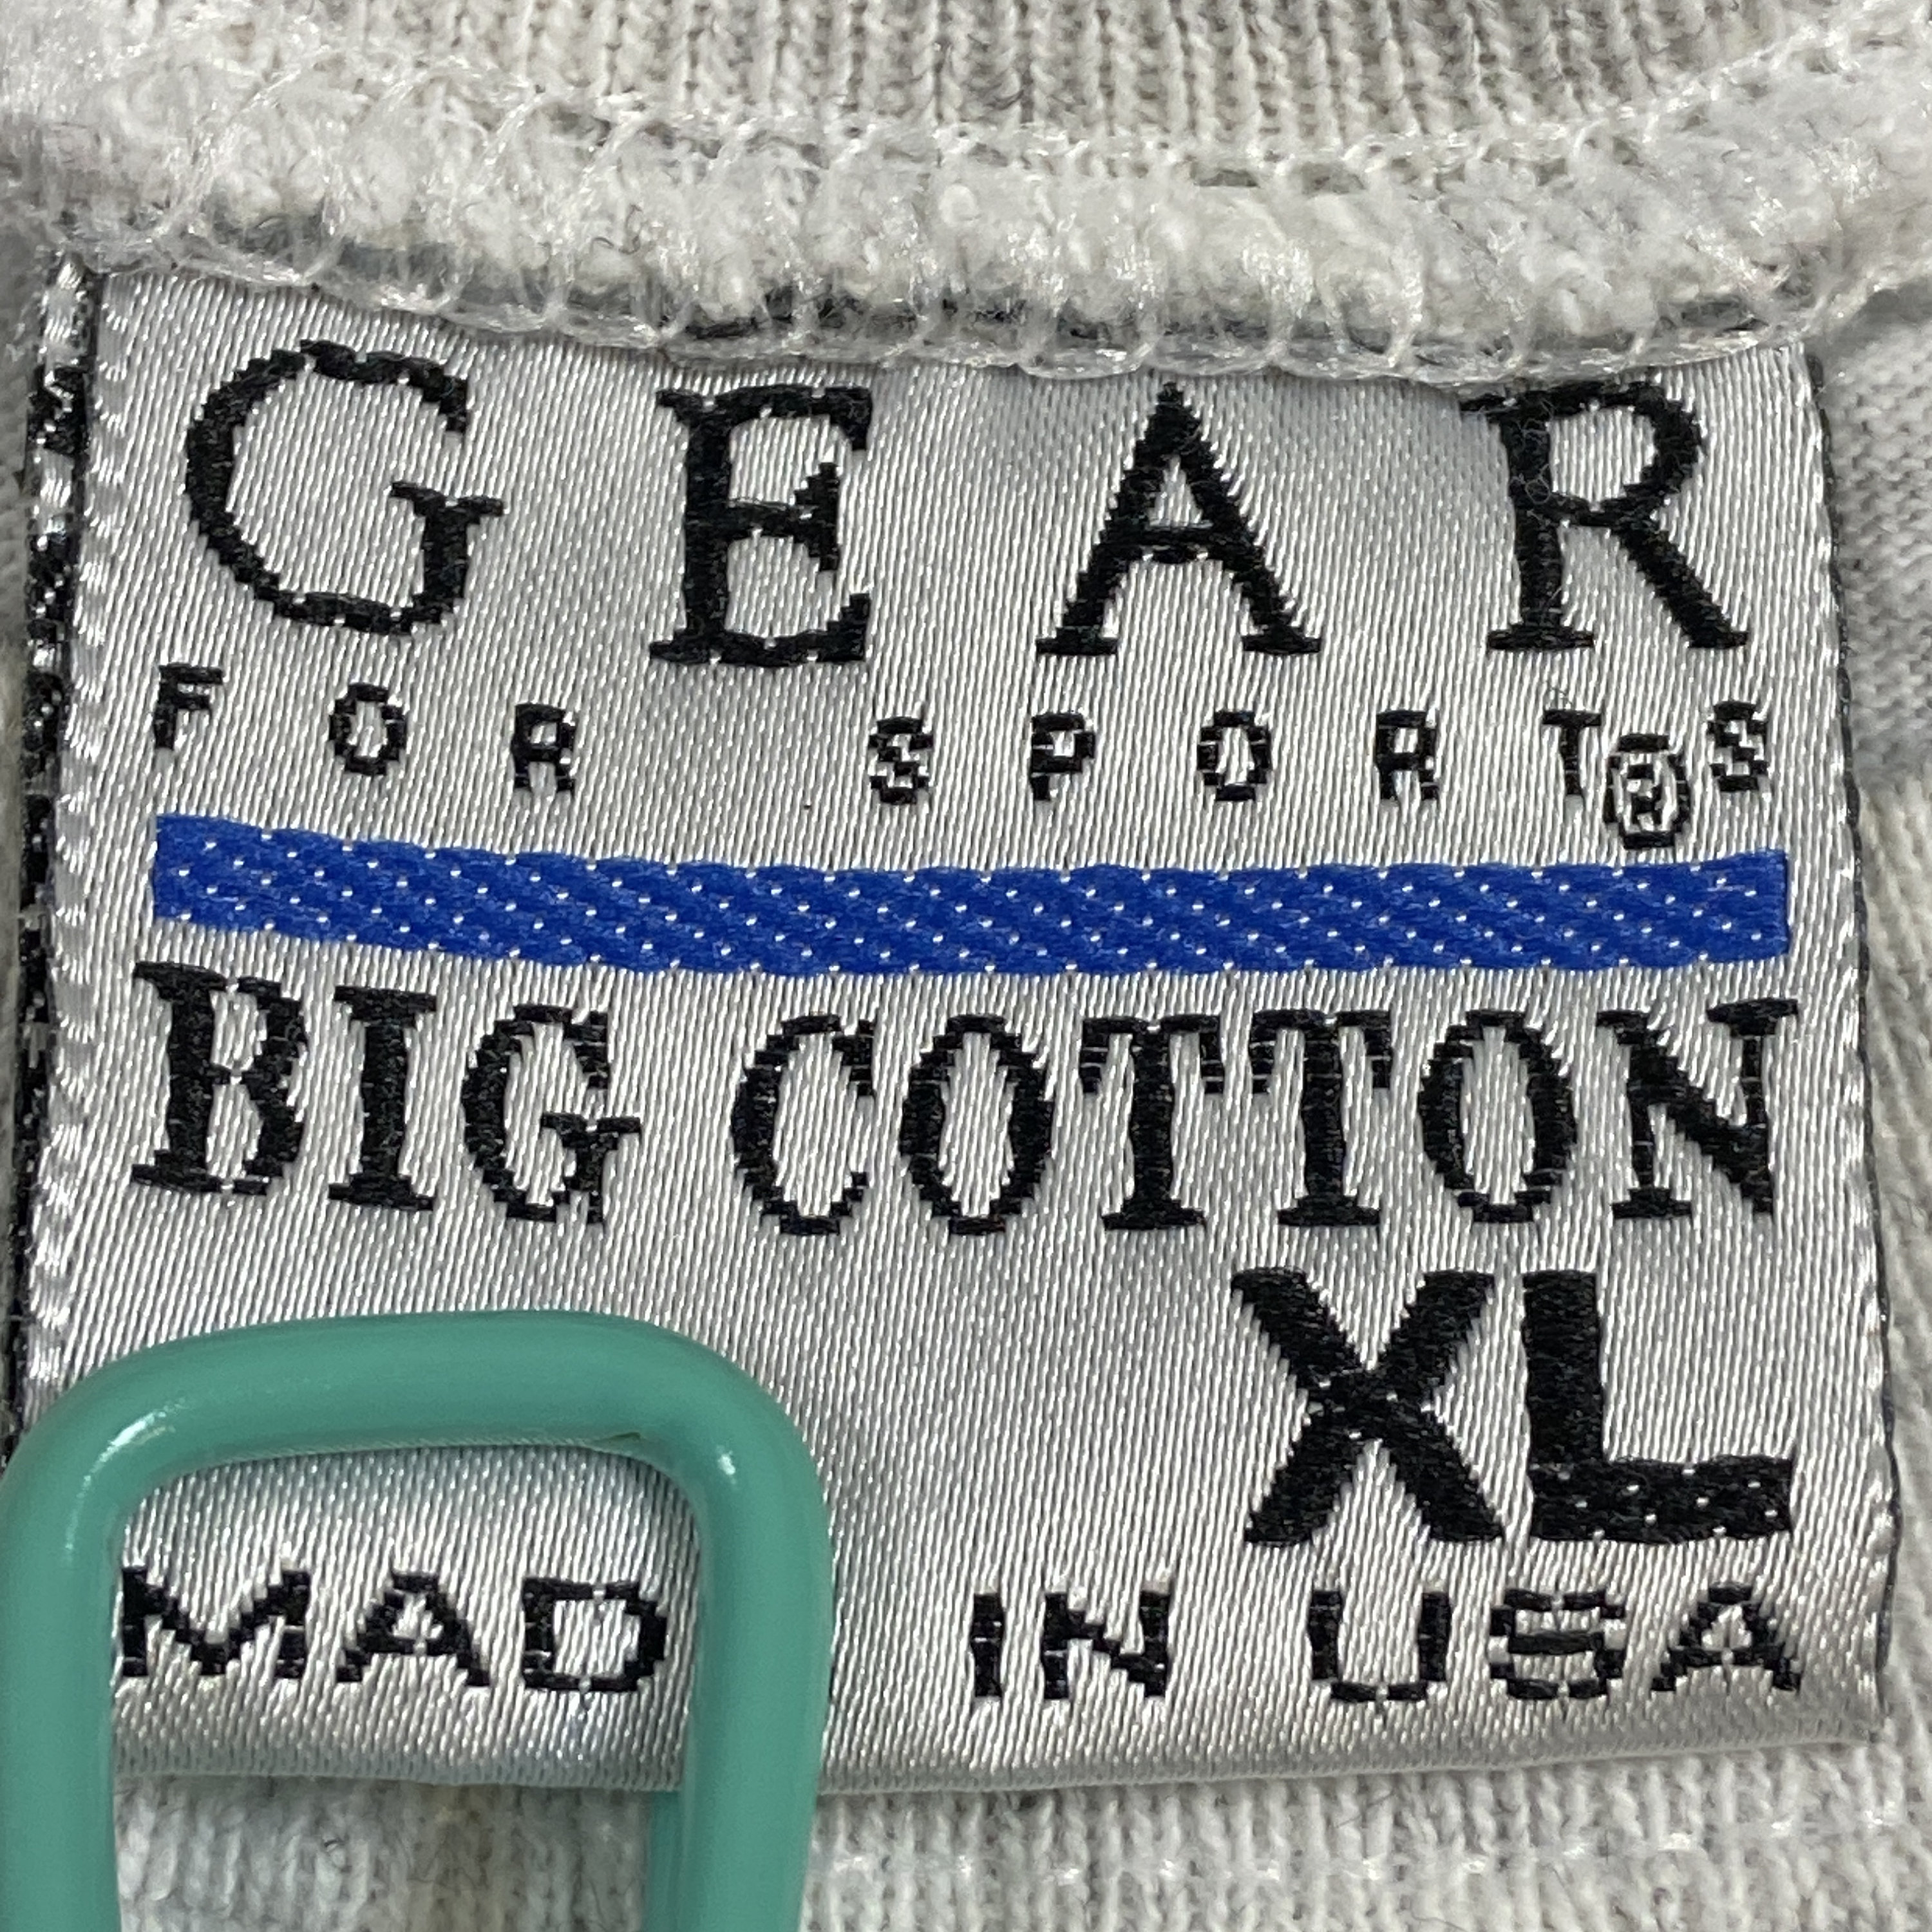 GEAR
FOR SPORTS®
BIG COTTON
XL
MAD IN USA